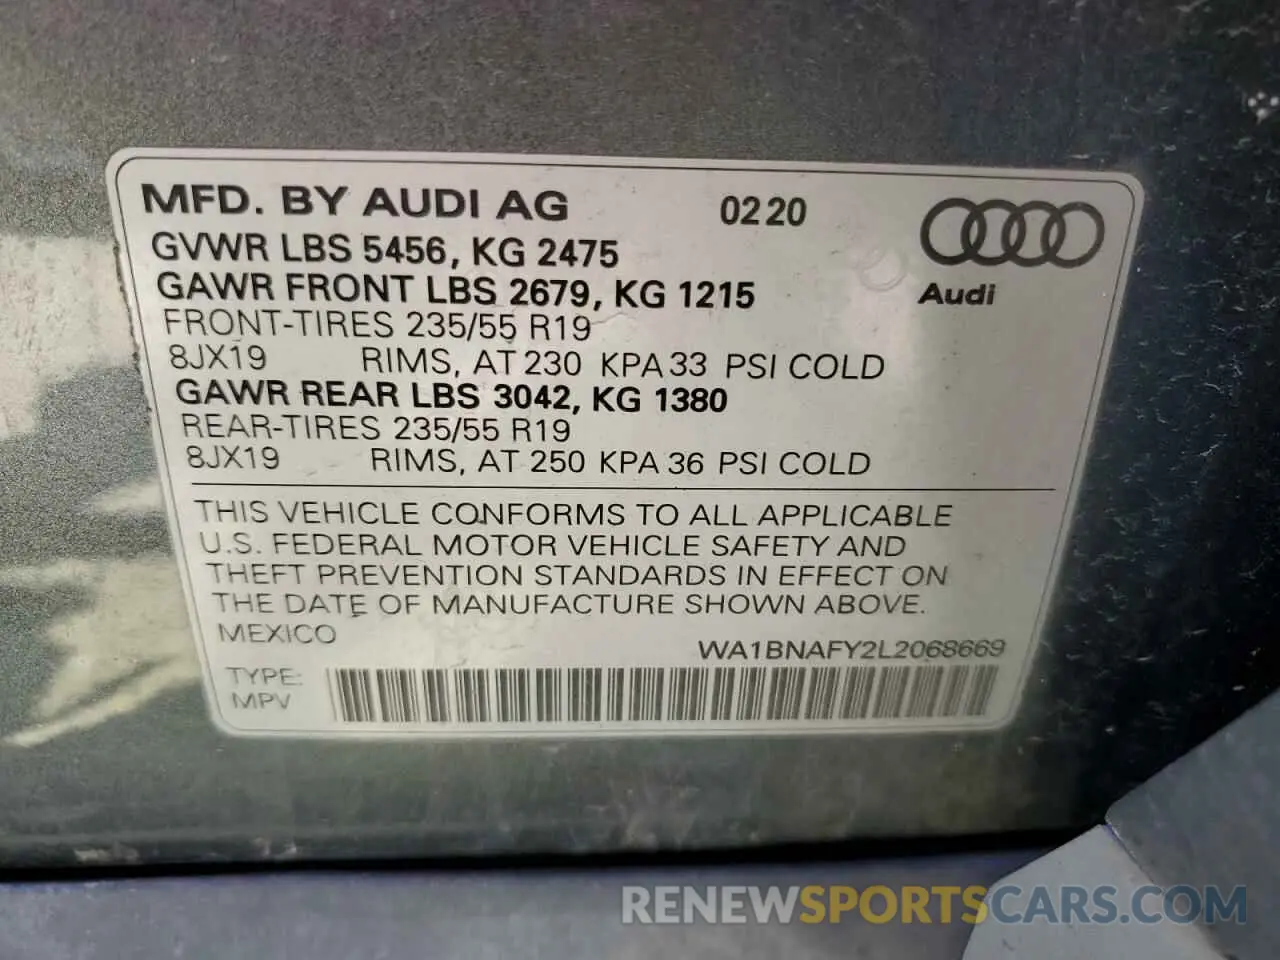 MFD. BY AUDI AG 0220
GVWR LBS 5456, KG 2475
GAWR FRONT LBS 2679, KG 1215
Audi
FRONT-TIRES 235/55 R19
8JX19 RIMS, AT 230 KPA 33 PSI COLD
GAWR REAR LBS 3042, KG 1380
REAR-TIRES 235/55 R19
8JX19 RIMS, AT 250 KPA 36 PSI COLD
THIS VEHICLE CONFORMS TO ALL APPLICABLE
U.S. FEDERAL MOTOR VEHICLE SAFETY AND
THEFT PREVENTION STANDARDS IN EFFECT ON
THE DATE OF MANUFACTURE SHOWN ABOVE.
MEXICO
WA1BNAFY2L2068669
TYPE:
MPV
RENEWSPORTSCARS.COM